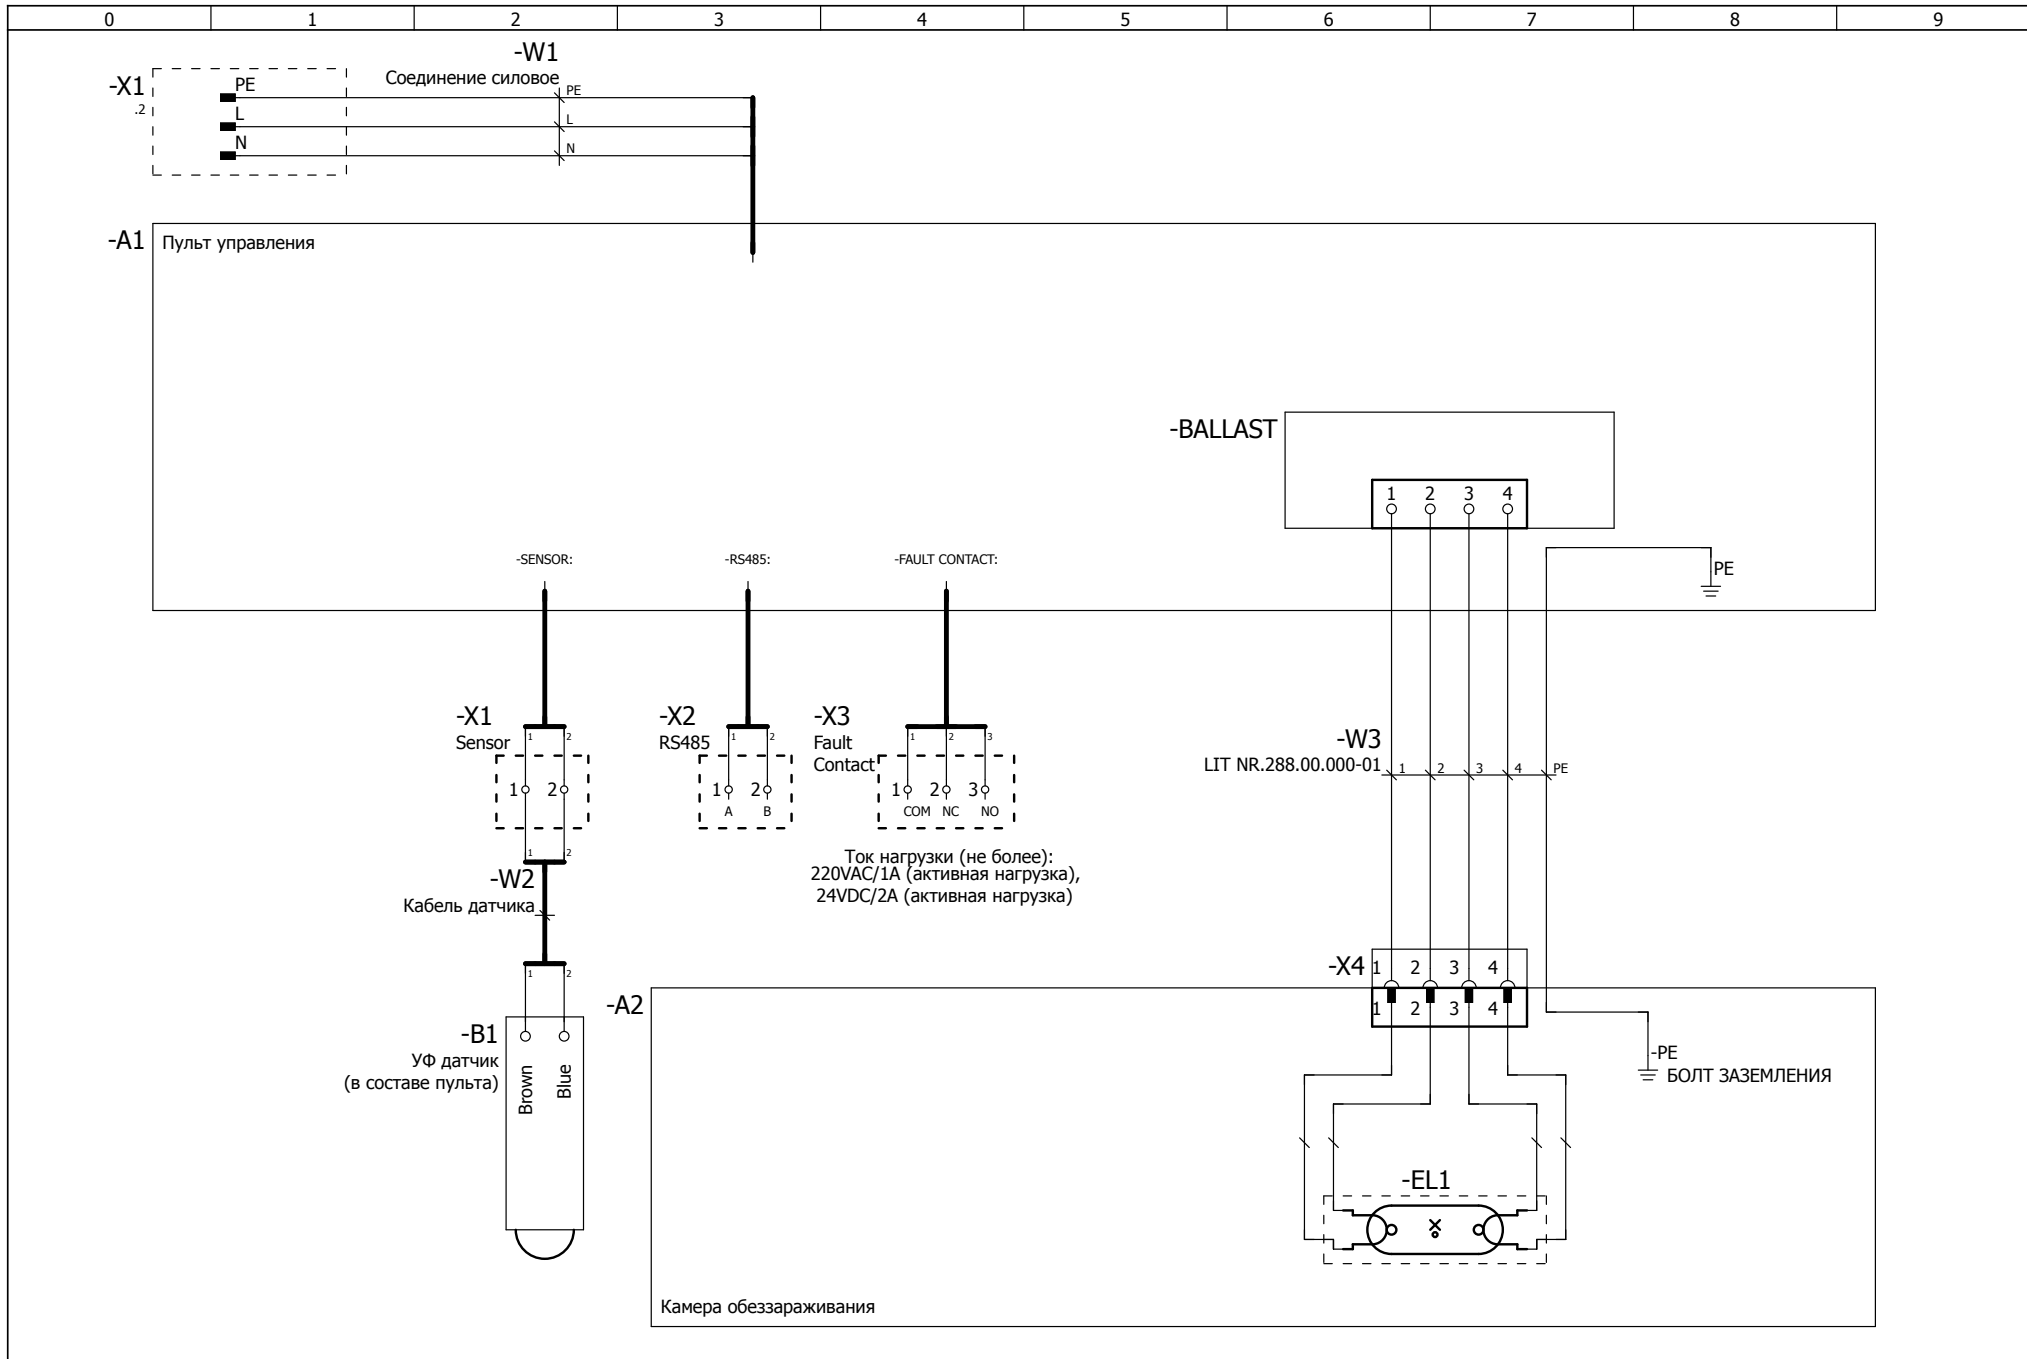 0 1 2 3 4 5 6 7 8 9
-W1
Соединение силовое
-X1
.2
PE
L
N
PE
L
N
-A1
Пульт управления
-BALLAST
1 2 3 4
-SENSOR:
-RS485:
-FAULT CONTACT:
PE
-X1
Sensor
1 2
1 2
1 2
-X2
RS485
1 2
1 2
A B
-X3
Fault
Contact
1 2 3
1 2 3
COM NC NO
Ток нагрузки (не более):
220VAC/1A (активная нагрузка),
24VDC/2A (активная нагрузка)
-W3
LIT NR.288.00.000-01
1 2 3 4 PE
-W2
Кабель датчика
1 2
-B1
УФ датчик
(в составе пульта)
Brown
Blue
-A2
-X4
1 2 3 4
1 2 3 4
-PE
БОЛТ ЗАЗЕМЛЕНИЯ
-EL1
Камера обеззараживания